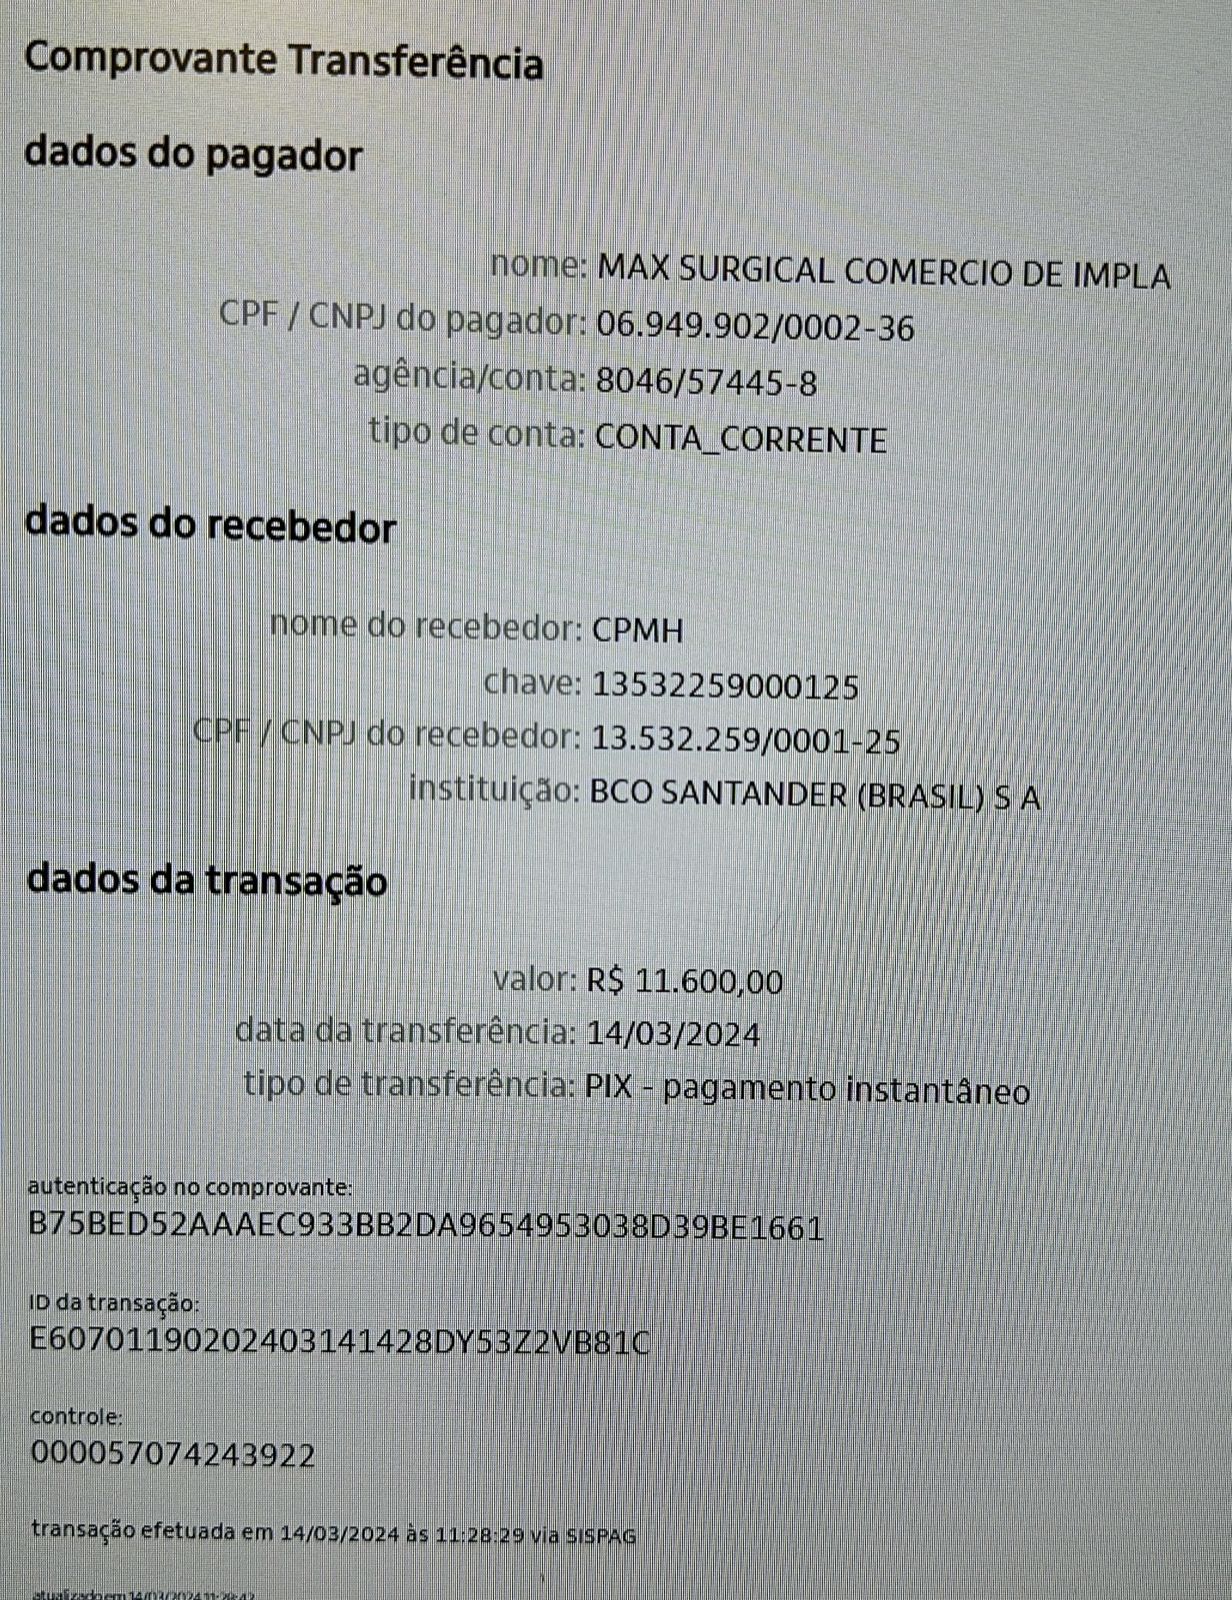 Comprovante Transferência
dados do pagador
nome: MAX SURGICAL COMERCIO DE IMPLA
CPF / CNPJ do pagador: 06.949.902/0002-36
agência/conta: 8046/57445-8
tipo de conta: CONTA_CORRENTE
dados do recebedor
nome do recebedor: CPMH
chave: 13532259000125
CPF / CNPJ do recebedor: 13.532.259/0001-25
instituição: BCO SANTANDER (BRASIL) S A
dados da transação
valor: R$ 11.600,00
data da transferência: 14/03/2024
tipo de transferência: PIX - pagamento instantâneo
autenticação no comprovante:
B75BED52AAAEC933BB2DA9654953038D39BE1661
ID da transação:
E60701190202403141428DY53Z2VB81C
controle:
000057074243922
transação efetuada em 14/03/2024 às 11:28:29 via SISPAG
atualizado em 14/03/2024